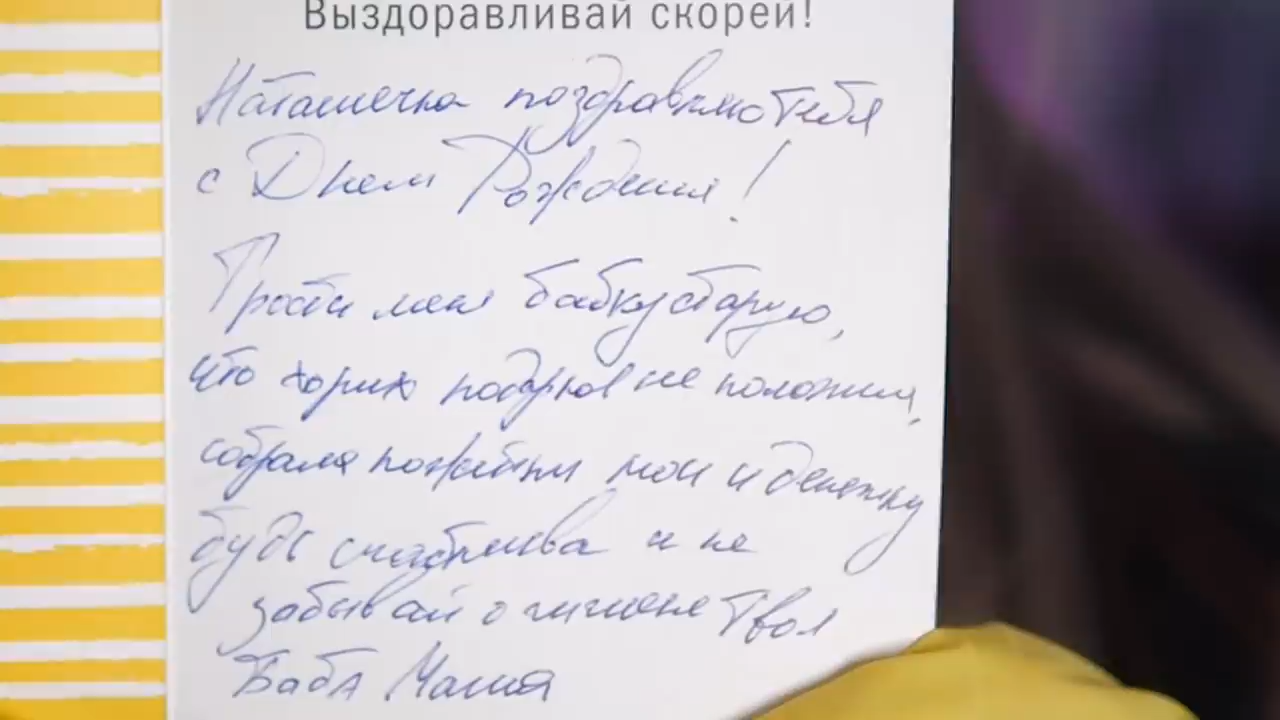 Выздоравливай скорей!
Наташечка поздравляю тебя
с Днем Рождения!
Прости меня бабку старую,
что подарков не положила,
собрала пожитки мои и денежку
будь счастлива и не
забывай о гигиене Твоя
Баба Маша